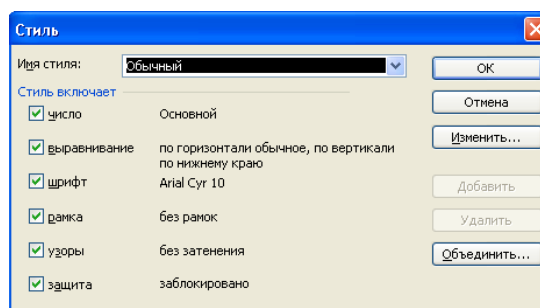 Стиль
Имя стиля: Обычный
ОК
Стиль включает
Отмена
число Основной
Изменить...
выравнивание по горизонтали обычное, по вертикали
по нижнему краю
шрифт Arial Cyr 10
Добавить
рамка без рамок
Удалить
узоры без затенения
Объединить...
защита заблокировано